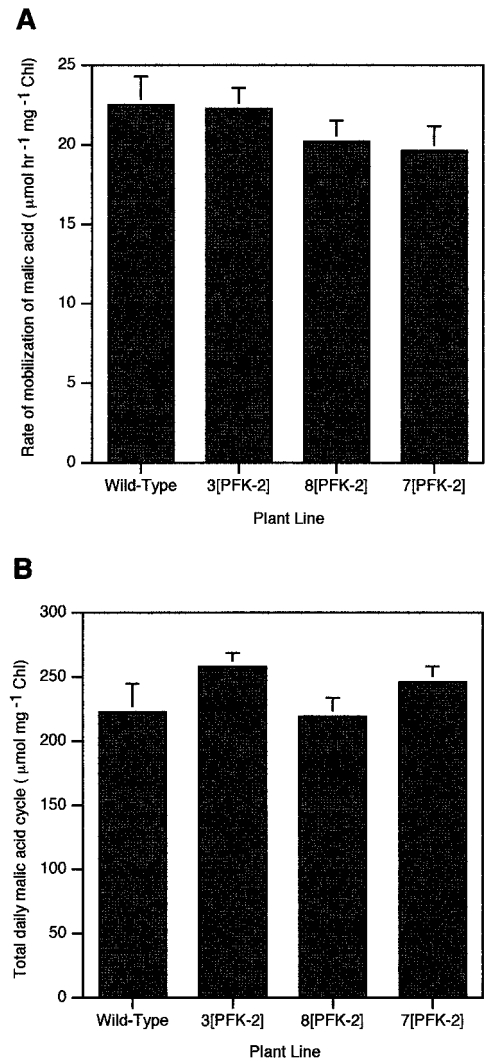 A
Rate of mobilization of malic acid ( μmol hr -1 mg -1 Chl)
25
20
15
10
5
0
Wild-Type 3[PFK-2] 8[PFK-2] 7[PFK-2]
Plant Line
B
Total daily malic acid cycle ( μmol mg -1 Chl)
300
250
200
150
100
50
0
Wild-Type 3[PFK-2] 8[PFK-2] 7[PFK-2]
Plant Line